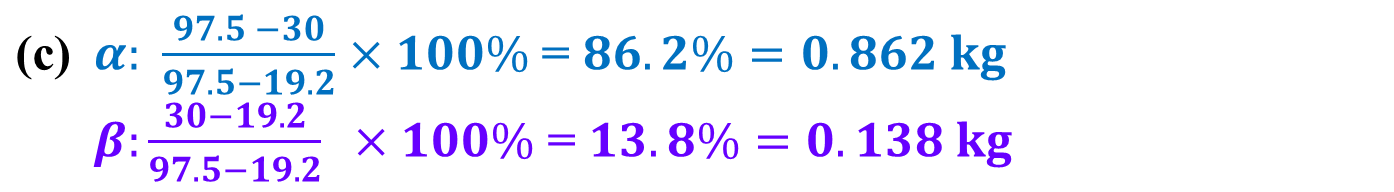 (c) α: (97.5 −30)/(97.5−19.2) × 100% = 86.2% = 0.862 kg
β: (30−19.2)/(97.5−19.2) × 100% = 13.8% = 0.138 kg